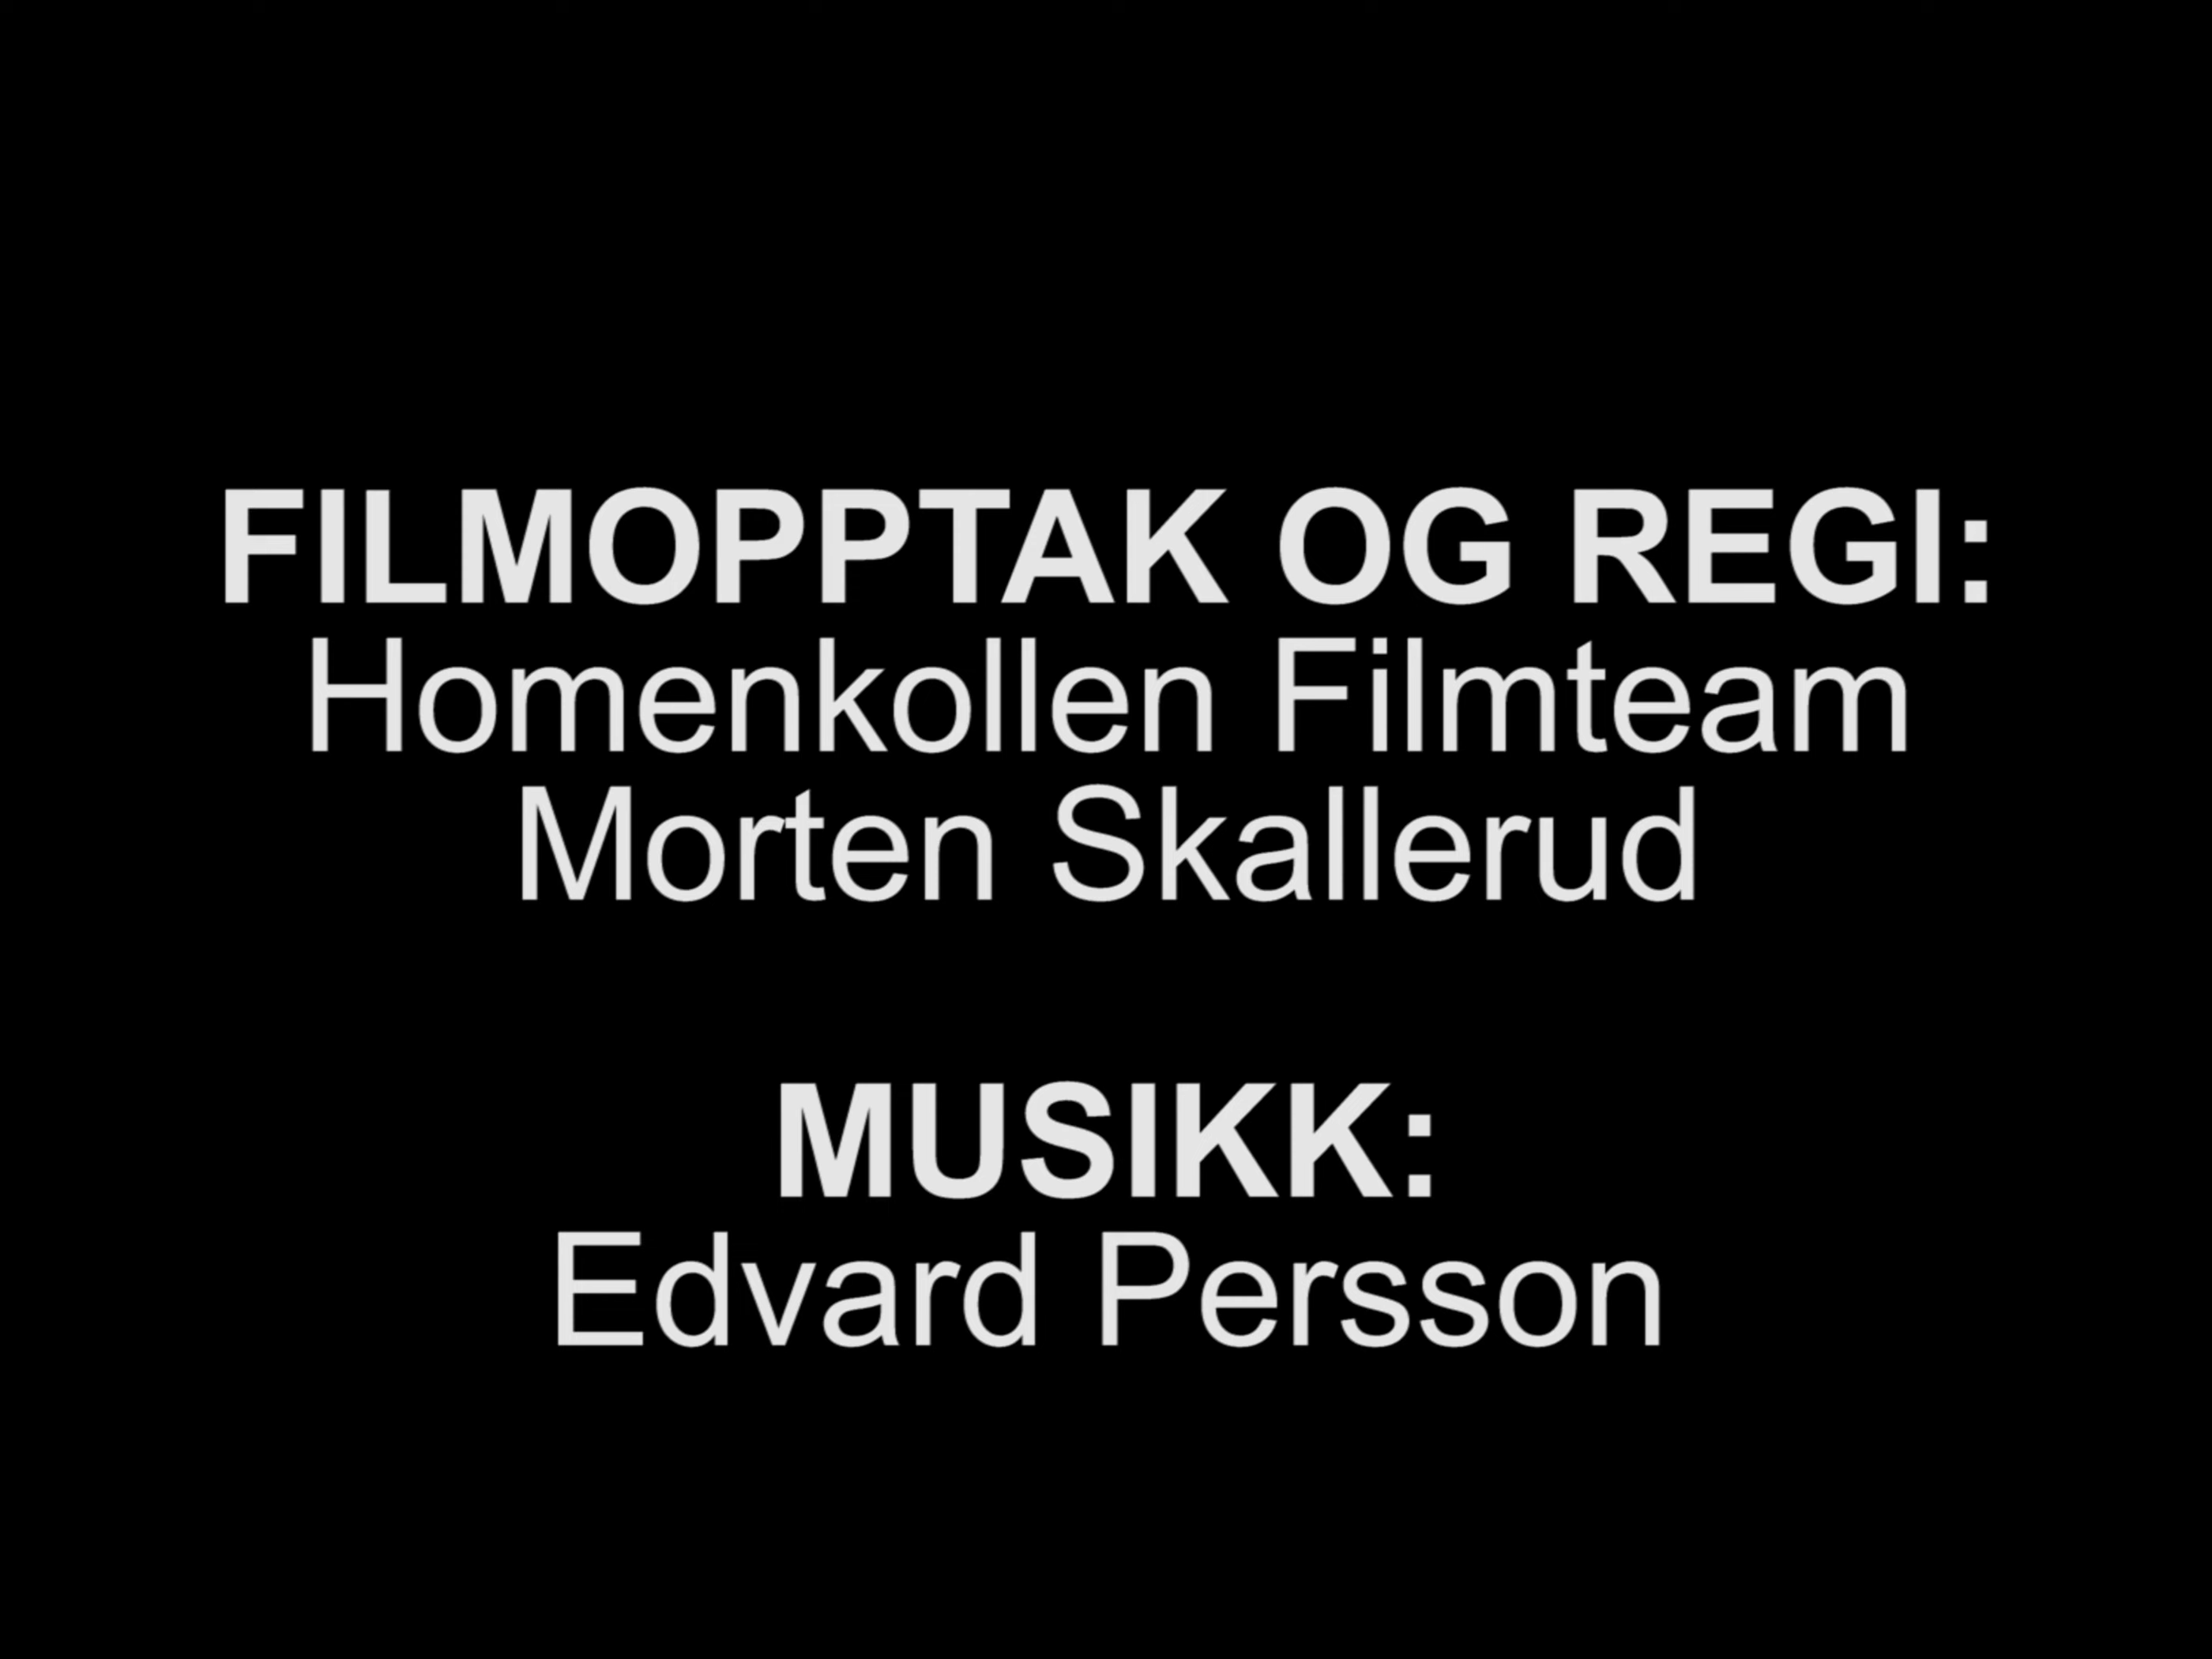 FILMOPPTAK OG REGI:
Homenkollen Filmteam
Morten Skallerud
MUSIKK:
Edvard Persson